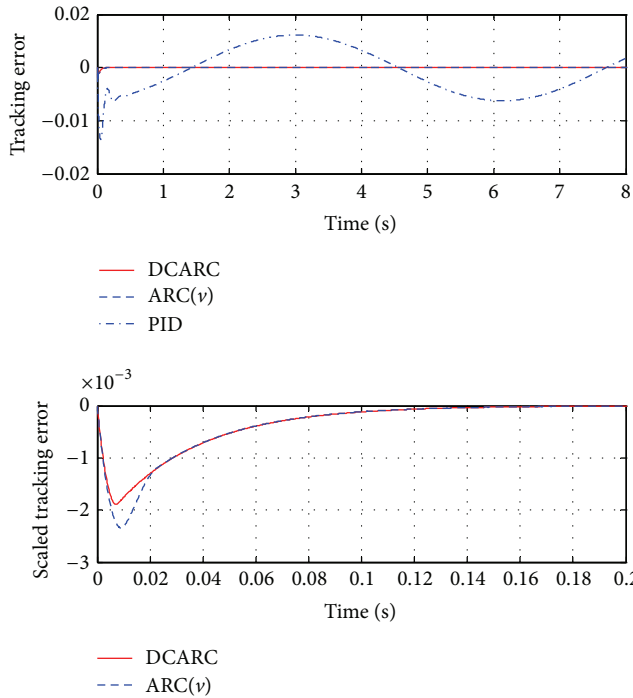 0.02
0
−0.01
−0.02
Tracking error
0 1 2 3 4 5 6 7 8
Time (s)
DCARC
ARC(v)
PID
×10−3
0
−1
−2
−3
Scaled tracking error
0 0.02 0.04 0.06 0.08 0.1 0.12 0.14 0.16 0.18 0.2
Time (s)
DCARC
ARC(v)